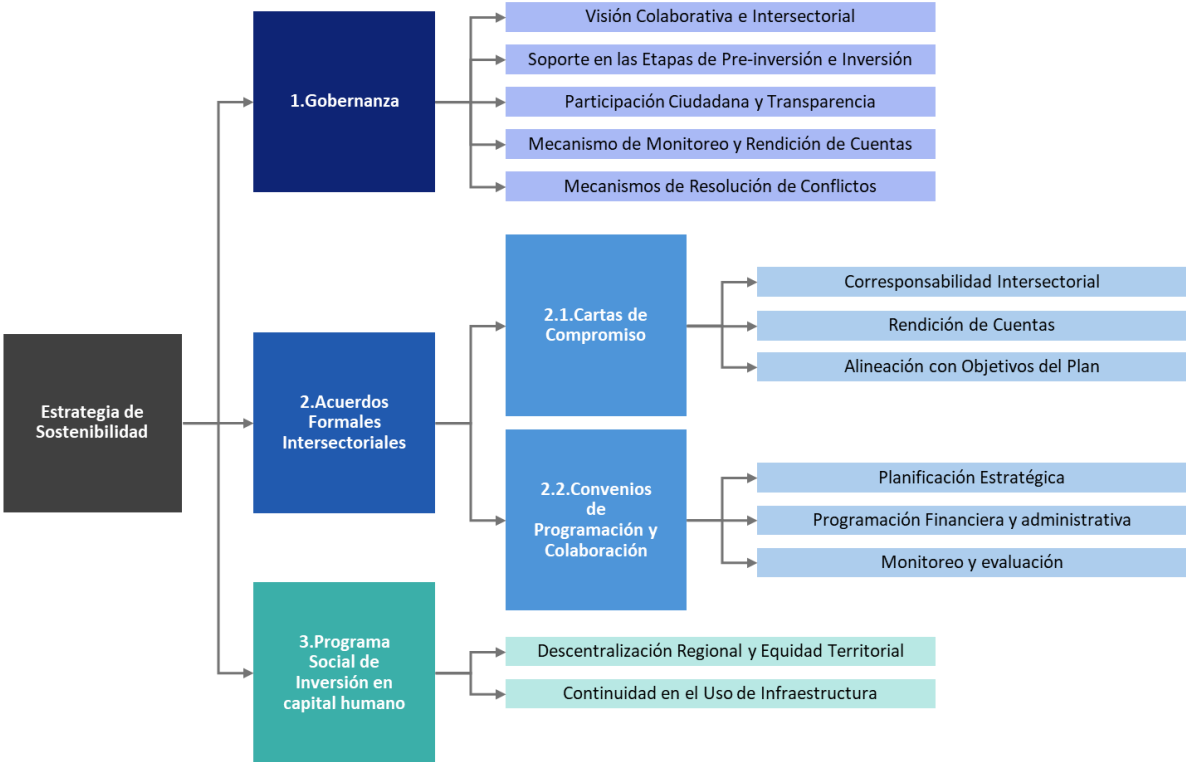 Estrategia de
Sostenibilidad
1.Gobernanza
Visión Colaborativa e Intersectorial
Soporte en las Etapas de Pre-inversión e Inversión
Participación Ciudadana y Transparencia
Mecanismo de Monitoreo y Rendición de Cuentas
Mecanismos de Resolución de Conflictos
2.Acuerdos
Formales
Intersectoriales
2.1.Cartas de
Compromiso
Corresponsabilidad Intersectorial
Rendición de Cuentas
Alineación con Objetivos del Plan
2.2.Convenios
de
Programación y
Colaboración
Planificación Estratégica
Programación Financiera y administrativa
Monitoreo y evaluación
3.Programa
Social de
Inversión en
capital humano
Descentralización Regional y Equidad Territorial
Continuidad en el Uso de Infraestructura